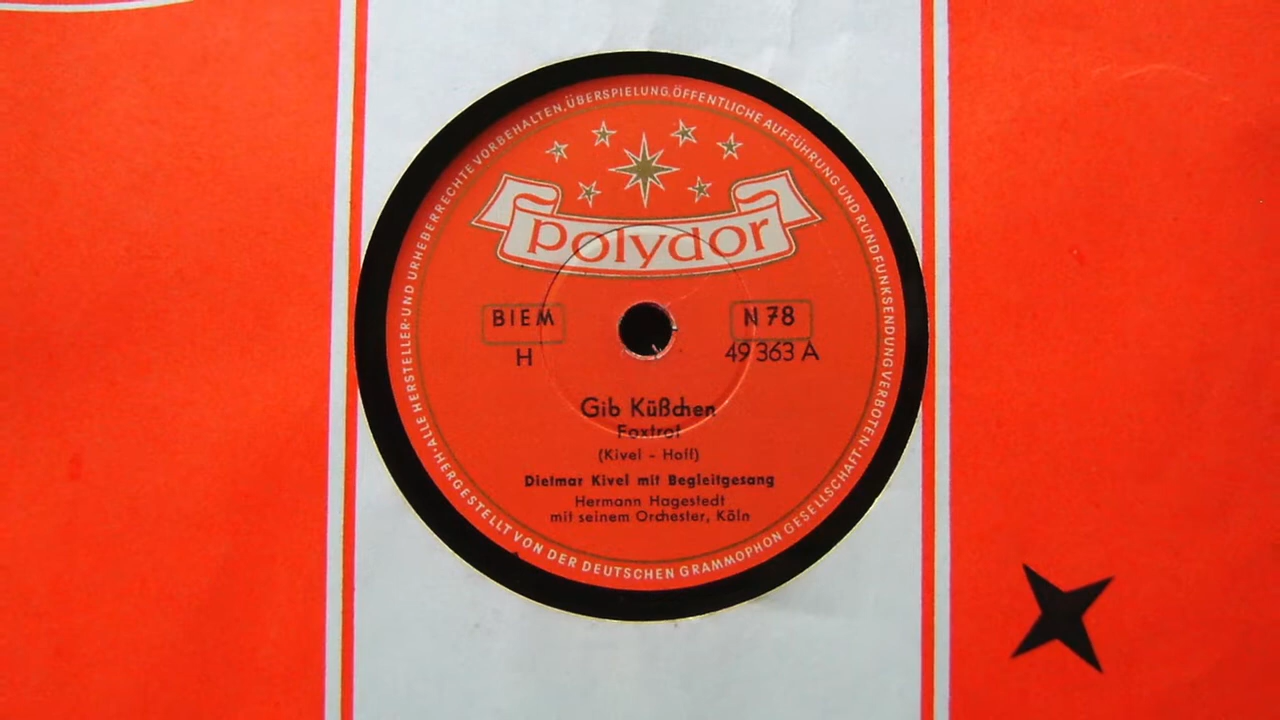 ALLE HERSTELLER- UND URHEBERRECHTE VORBEHALTEN, ÜBERSPIELUNG, ÖFFENTLICHE AUFFÜHRUNG UND RUNDFUNKSENDUNG VERBOTEN·
polydor
BIEM
N 78
H
49 363 A
Gib Küßchen
Foxtrot
(Kivel - Hoff)
Dietmar Kivel mit Begleitgesang
Hermann Hagestedt
mit seinem Orchester, Köln
HERGESTELLT VON DER DEUTSCHEN GRAMMOPHON GESELLSCHAFT·